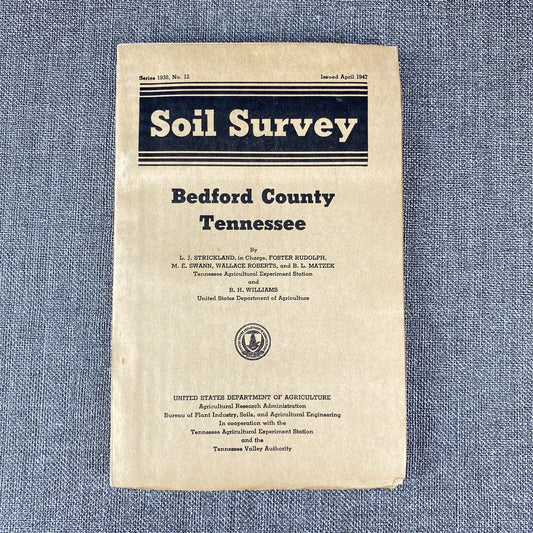 Series 1938, No. 12 Issued April 1947
Soil Survey
Bedford County
Tennessee
By
L. J. STRICKLAND, in Charge, FOSTER RUDOLPH,
M. E. SWANN, WALLACE ROBERTS, and B. L. MATZEK
Tennessee Agricultural Experiment Station
and
B. H. WILLIAMS
United States Department of Agriculture
UNITED STATES DEPARTMENT OF AGRICULTURE
Agricultural Research Administration
Bureau of Plant Industry, Soils, and Agricultural Engineering
In cooperation with the
Tennessee Agricultural Experiment Station
and the
Tennessee Valley Authority